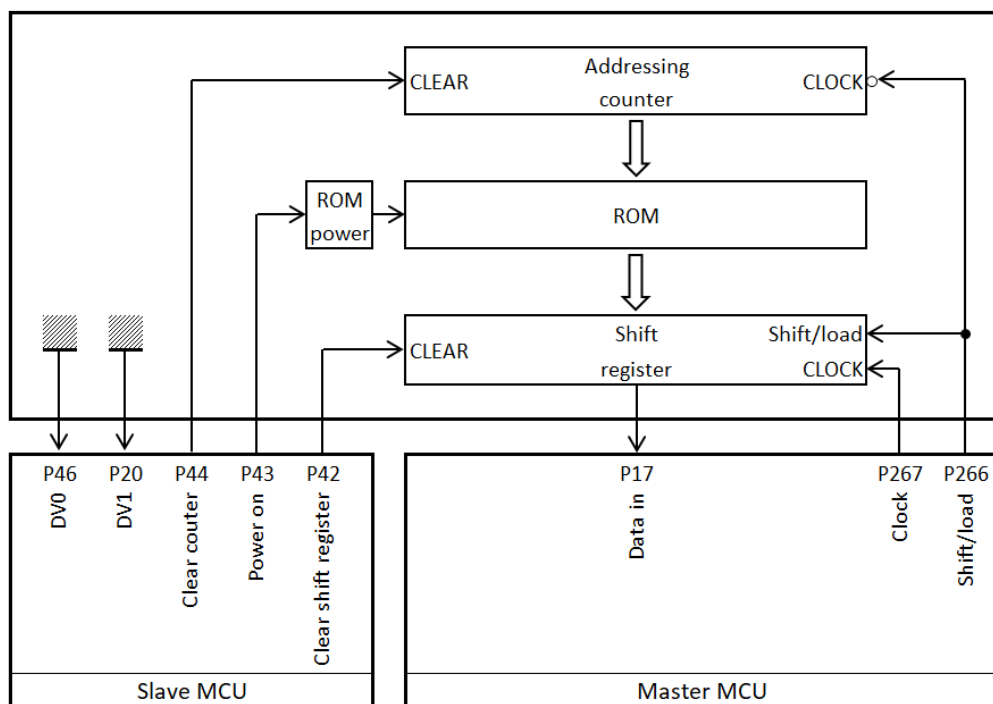 Addressing
counter
CLEAR
CLOCK
ROM
power
ROM
Shift
register
CLEAR
Shift/load
CLOCK
P46
P20
P44
P43
P42
DV0
DV1
Clear couter
Power on
Clear shift register
P17
P267
P266
Data in
Clock
Shift/load
Slave MCU
Master MCU